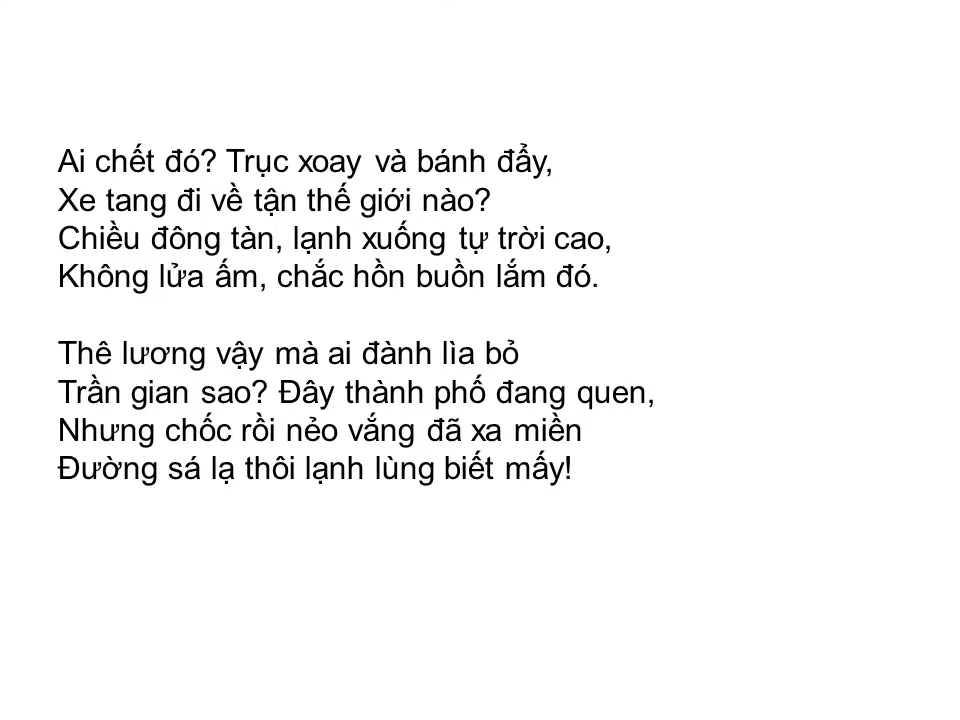 Ai chết đó? Trục xoay và bánh đẩy,
Xe tang đi về tận thế giới nào?
Chiều đông tàn, lạnh xuống tự trời cao,
Không lửa ấm, chắc hồn buồn lắm đó.
Thê lương vậy mà ai đành lìa bỏ
Trần gian sao? Đây thành phố đang quen,
Nhưng chốc rồi nẻo vắng đã xa miền
Đường sá lạ thôi lạnh lùng biết mấy!